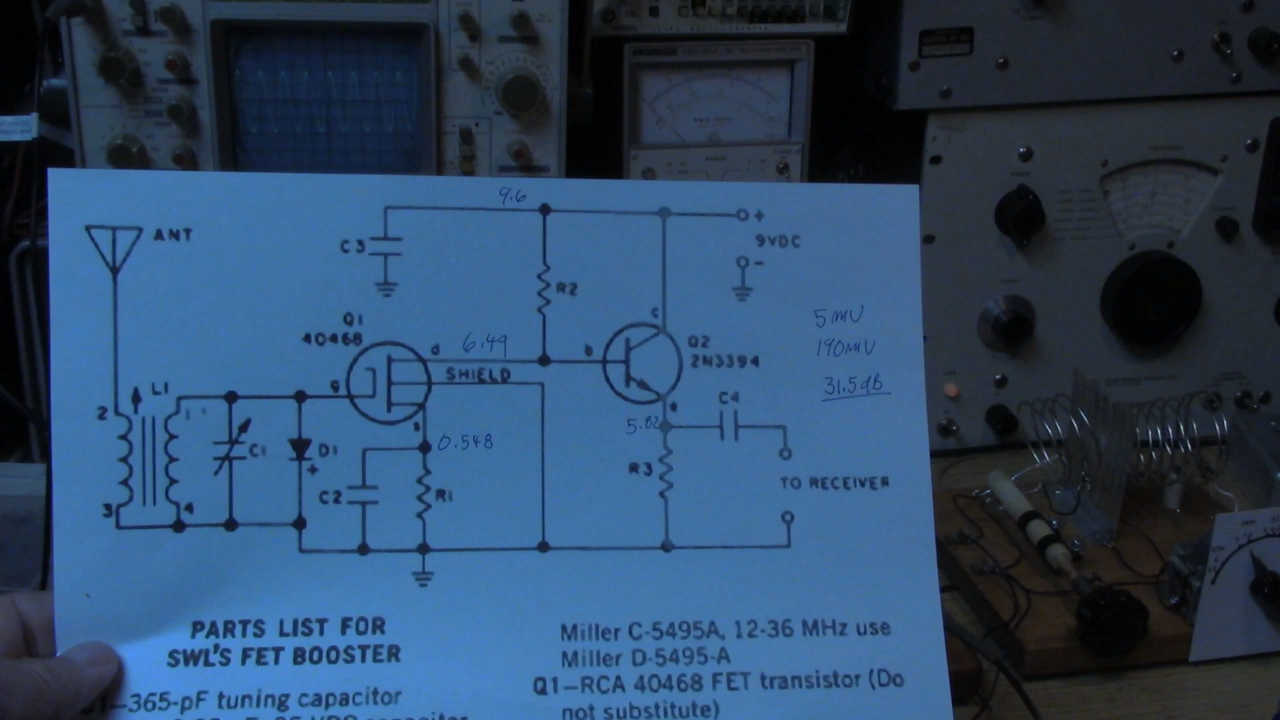 9.6
ANT
C3
+
9VDC
-
R2
5mV
190mV
31.5dB
Q1
40468
d
6.49
SHIELD
G
b
c
Q2
2N3394
L1
2
1
C1
D1
+
3
4
s
0.548
C2
R1
e
5.82
C4
R3
TO RECEIVER
PARTS LIST FOR
SWL'S FET BOOSTER
-365-pF tuning capacitor
Miller C-5495A, 12-36 MHz use
Miller D-5495-A
Q1—RCA 40468 FET transistor (Do
not substitute)